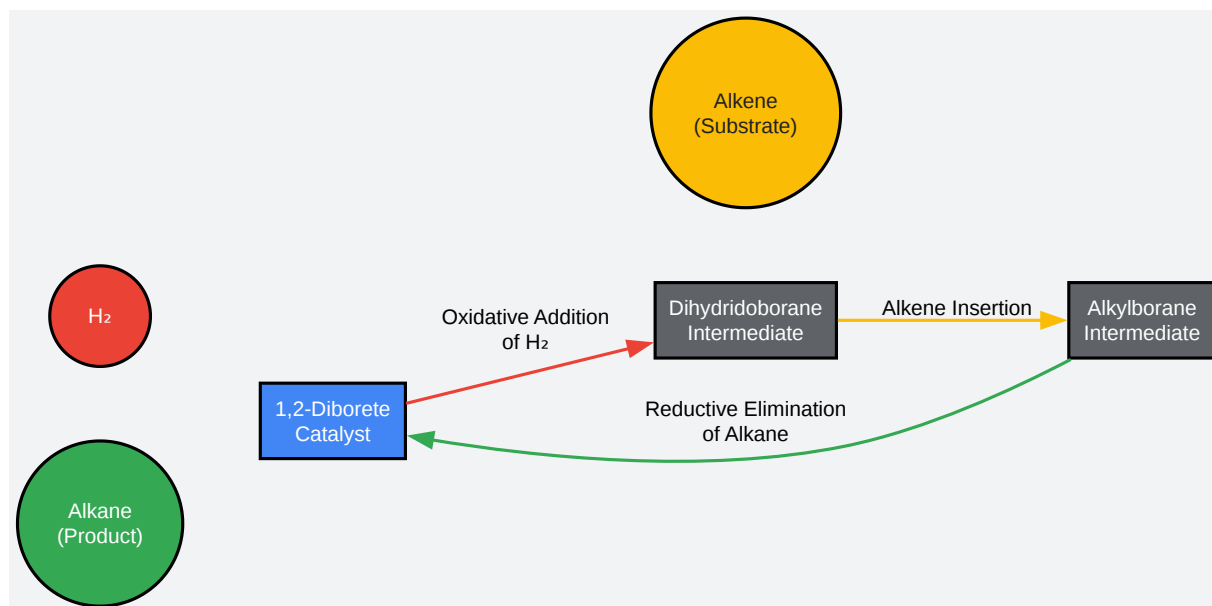 Alkene
(Substrate)
H₂
Oxidative Addition
of H₂
Dihydridoborane
Intermediate
Alkene Insertion
Alkylborane
Intermediate
1,2-Diborete
Catalyst
Reductive Elimination
of Alkane
Alkane
(Product)